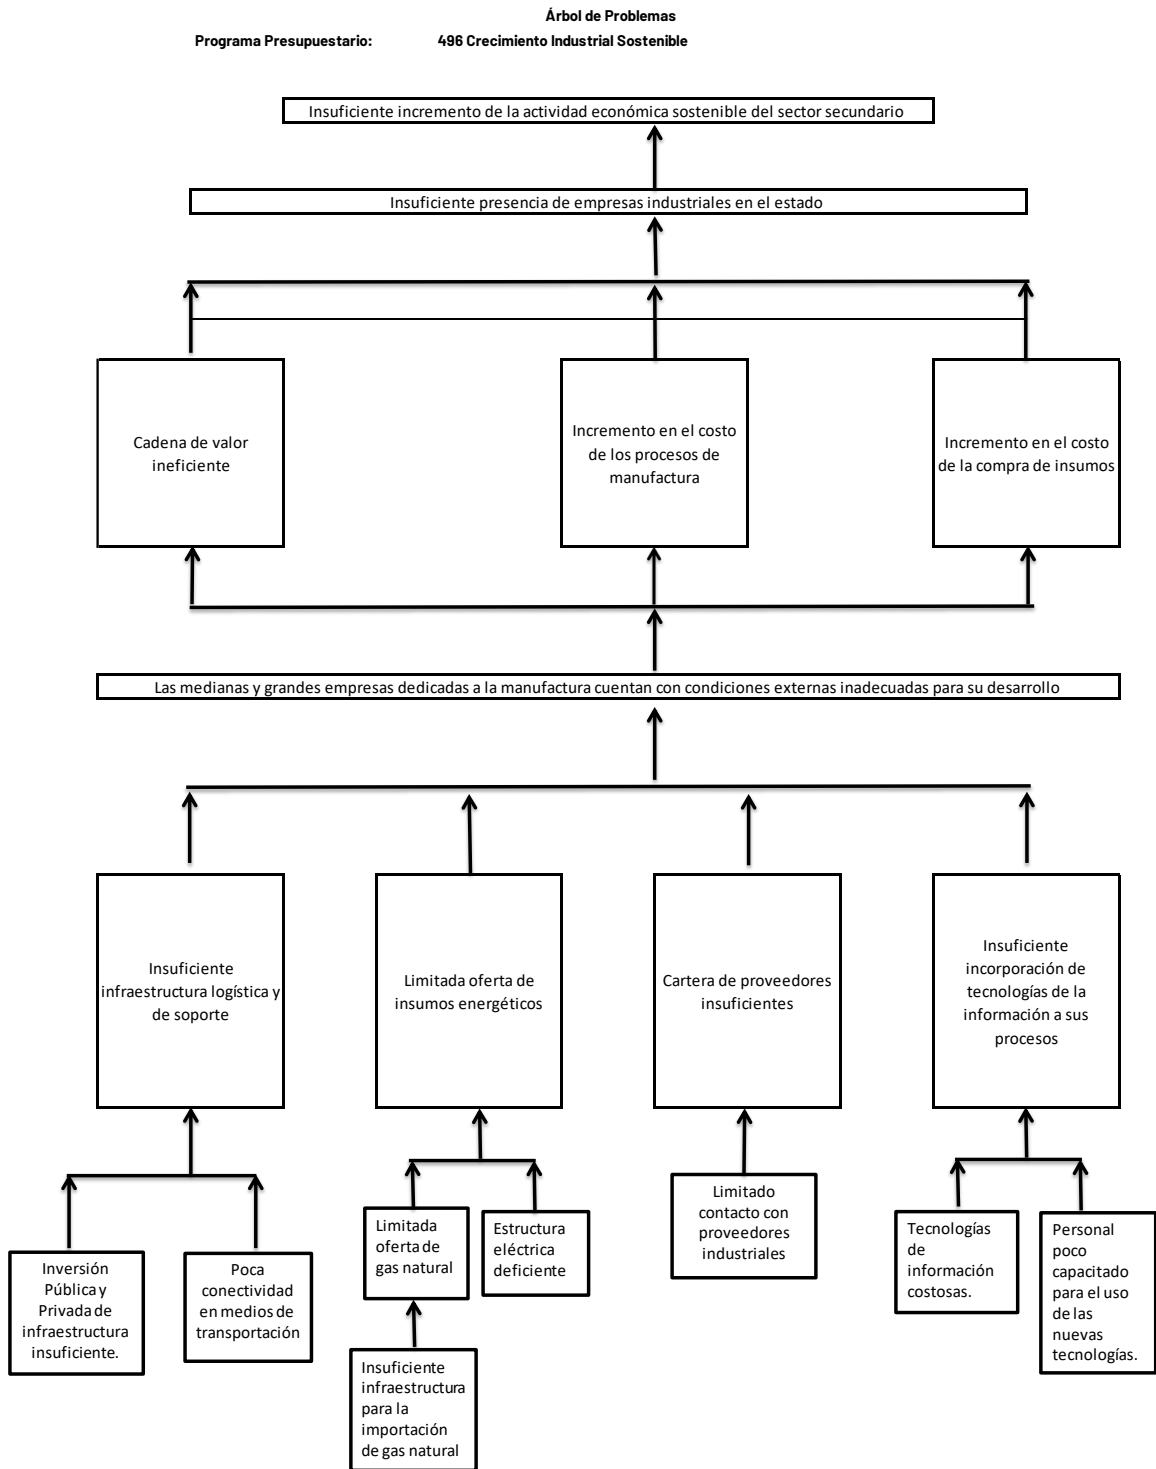 Árbol de Problemas
Programa Presupuestario: 496 Crecimiento Industrial Sostenible
Insuficiente incremento de la actividad económica sostenible del sector secundario
Insuficiente presencia de empresas industriales en el estado
Cadena de valor
ineficiente
Incremento en el costo
de los procesos de
manufactura
Incremento en el costo
de la compra de insumos
Las medianas y grandes empresas dedicadas a la manufactura cuentan con condiciones externas inadecuadas para su desarrollo
Insuficiente
infraestructura logística y
de soporte
Limitada oferta de
insumos energéticos
Cartera de proveedores
insuficientes
Insuficiente
incorporación de
tecnologías de la
información a sus
procesos
Inversión
Pública y
Privada de
infraestructura
insuficiente.
Poca
conectividad
en medios de
transportación
Limitada
oferta de
gas natural
Estructura
eléctrica
deficiente
Insuficiente
infraestructura
para la
importación
de gas natural
Limitado
contacto con
proveedores
industriales
Tecnologías
de
información
costosas.
Personal
poco
capacitado
para el uso
de las
nuevas
tecnologías.